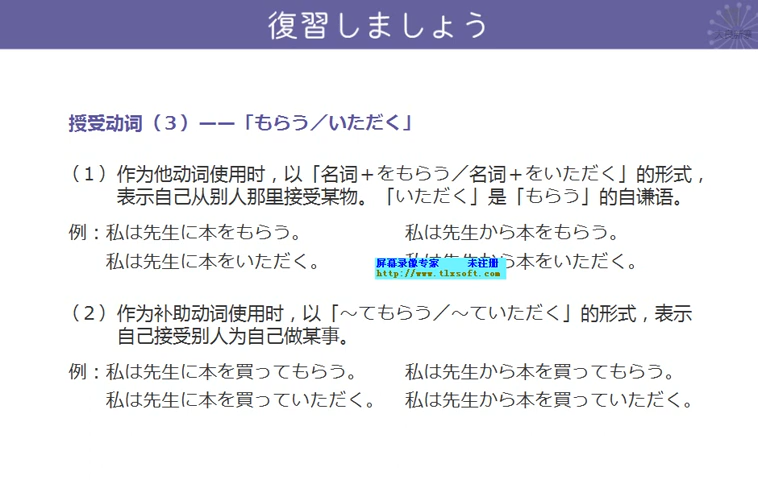 復習しましょう
授受动词（３）——「もらう／いただく」
（１）作为他动词使用时，以「名词＋をもらう／名词＋をいただく」的形式，
表示自己从别人那里接受某物。「いただく」是「もらう」的自谦语。
例：私は先生に本をもらう。 私は先生から本をもらう。
私は先生に本をいただく。 私は先生から本をいただく。
屏幕录像专家 未注册
http://www.tlxsoft.com
（２）作为补助动词使用时，以「～てもらう／～ていただく」的形式，表示
自己接受别人为自己做某事。
例：私は先生に本を買ってもらう。 私は先生から本を買ってもらう。
私は先生に本を買っていただく。 私は先生から本を買っていただく。